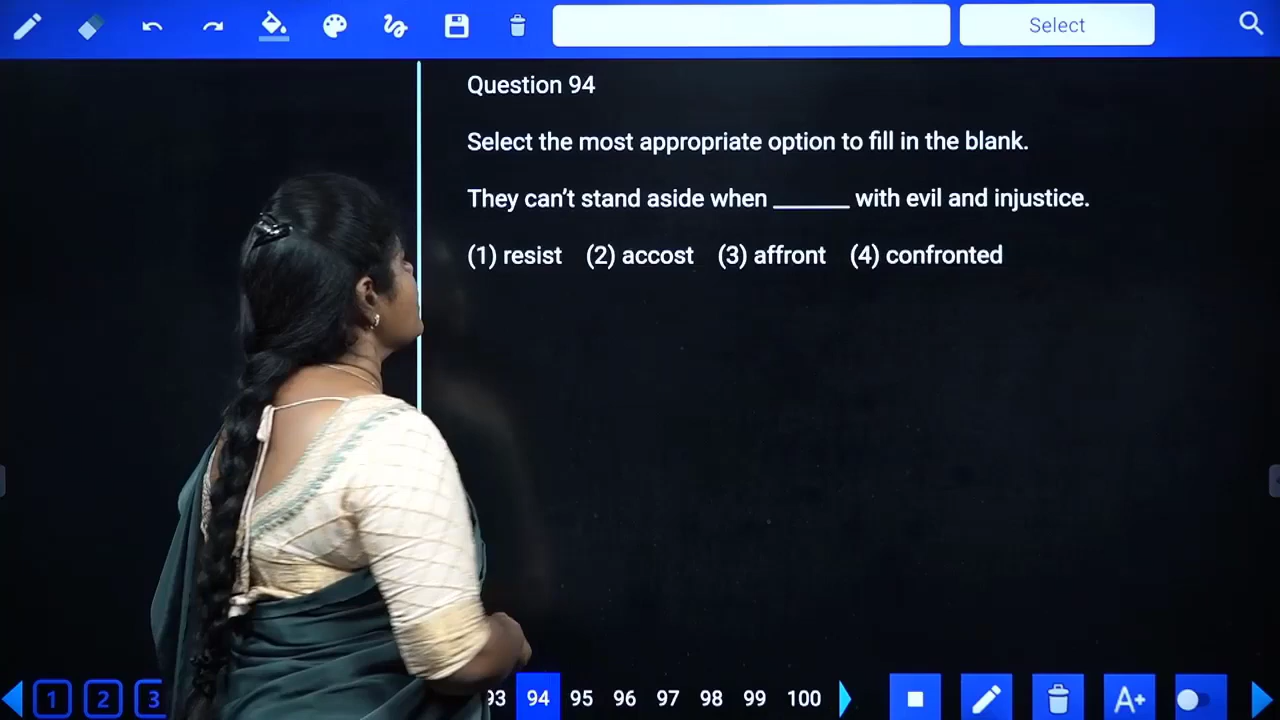 Select
Question 94
Select the most appropriate option to fill in the blank.
They can't stand aside when ______ with evil and injustice.
(1) resist (2) accost (3) affront (4) confronted
1 2 3 93 94 95 96 97 98 99 100 A+